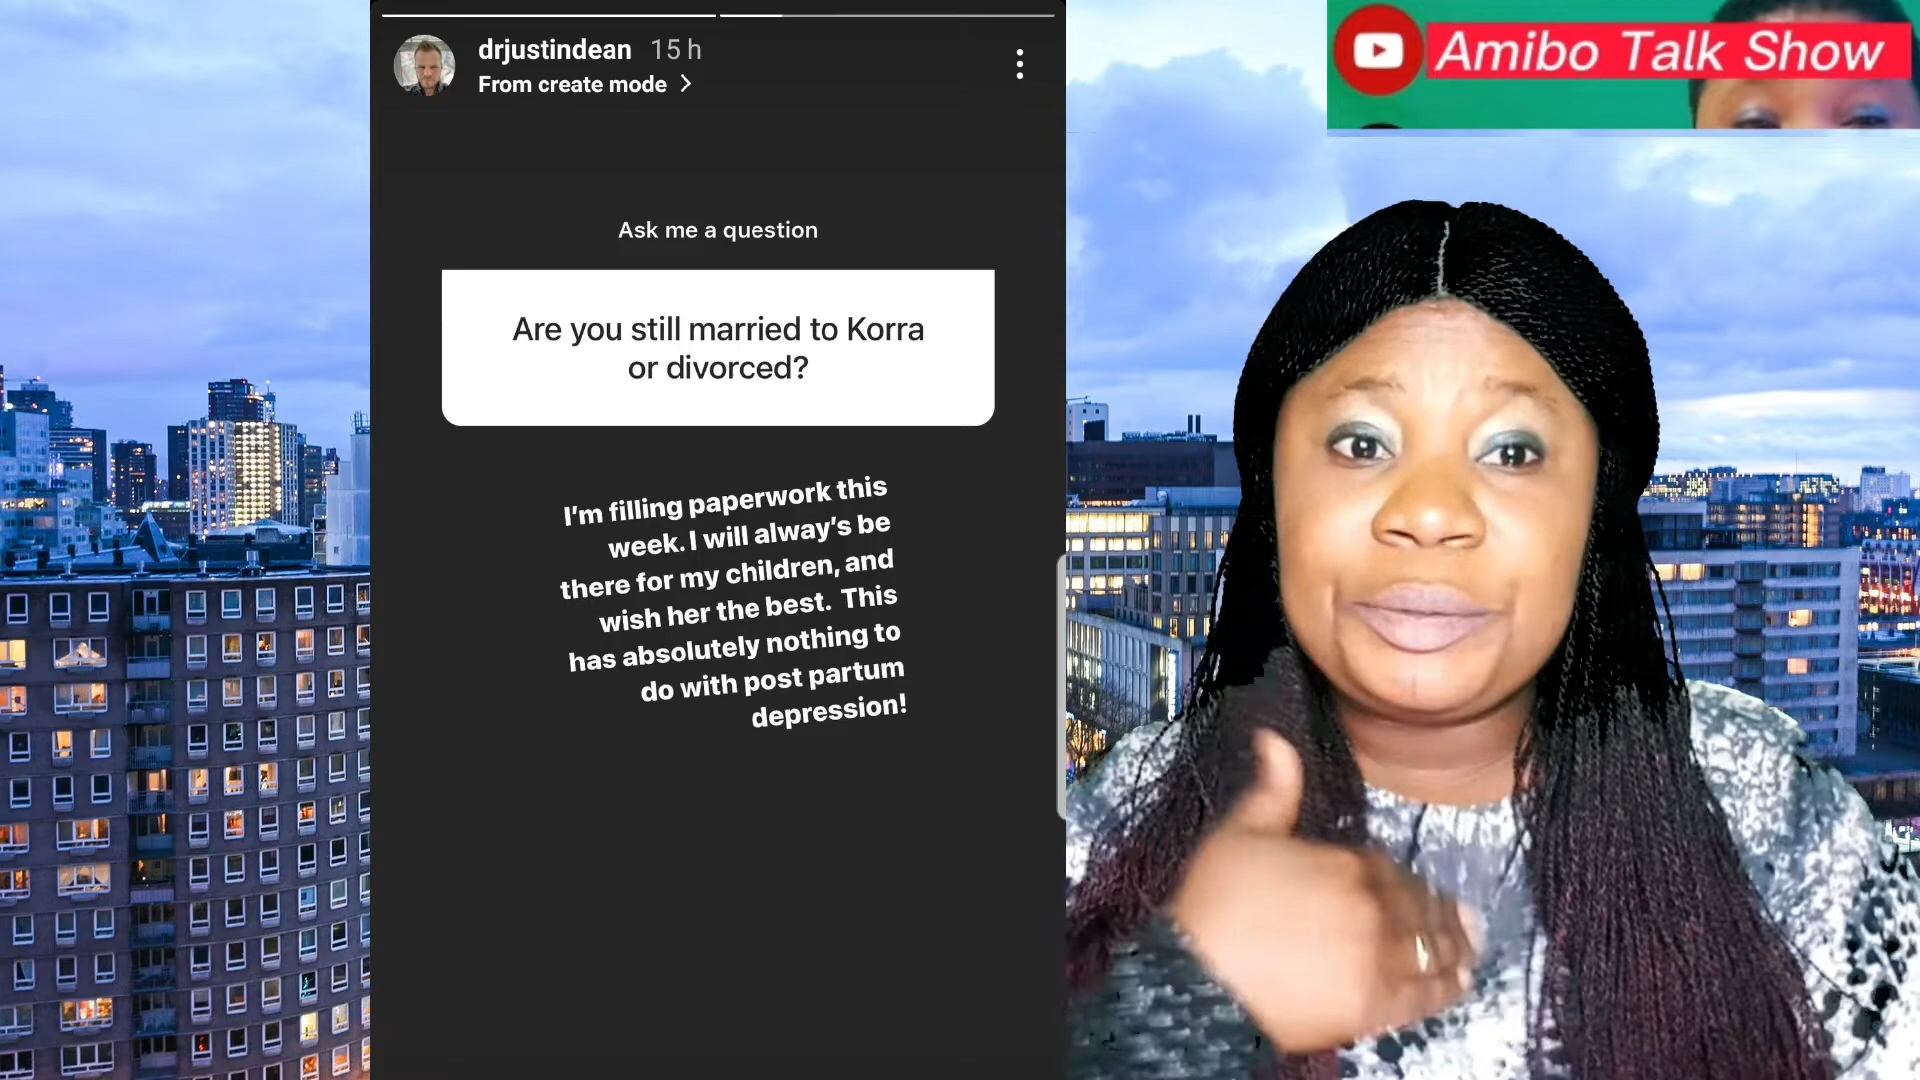 drjustindean 15 h
From create mode
Ask me a question
Are you still married to Korra
or divorced?
I'm filling paperwork this
week. I will alway's be
there for my children, and
wish her the best. This
has absolutely nothing to
do with post partum
depression!
Amibo Talk Show